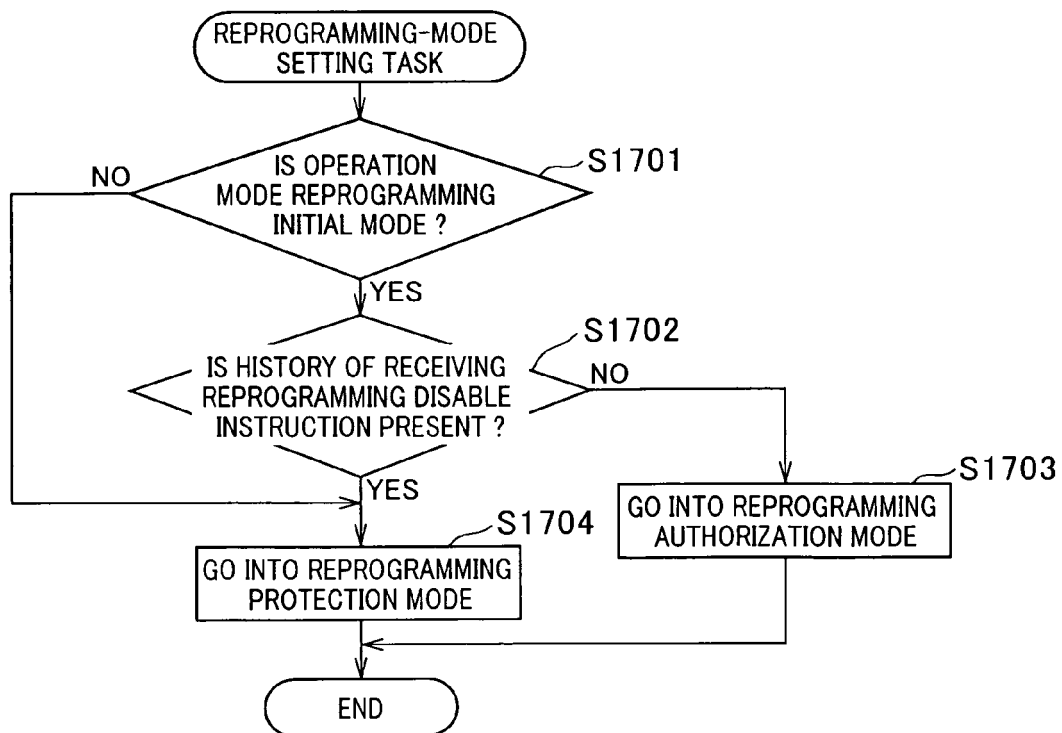 REPROGRAMMING-MODE
SETTING TASK
IS OPERATION
MODE REPROGRAMMING
INITIAL MODE ?
S1701
NO
YES
IS HISTORY OF RECEIVING
REPROGRAMMING DISABLE
INSTRUCTION PRESENT ?
S1702
NO
YES
GO INTO REPROGRAMMING
AUTHORIZATION MODE
S1703
GO INTO REPROGRAMMING
PROTECTION MODE
S1704
END